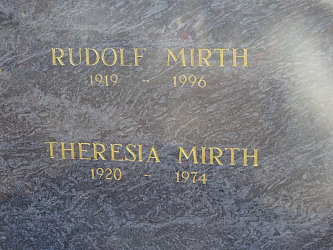 RUDOLF MIRTH
1919 - 1996
THERESIA MIRTH
1920 - 1974